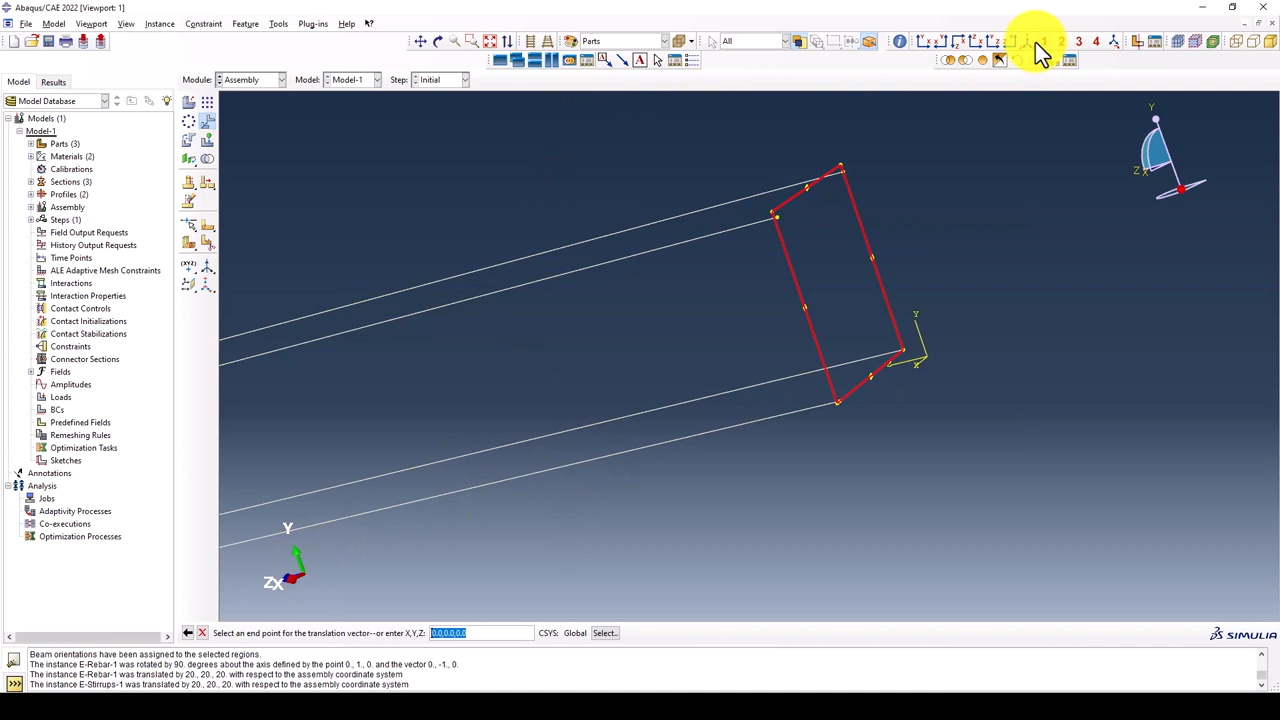 Abaqus/CAE 2022 [Viewport: 1]
File Model Viewport View Instance Constraint Feature Tools Plug-ins Help
Parts All 1 2 3 4
Model Results Module: Assembly Model: Model-1 Step: Initial
Model Database
Models (1)
Model-1
Parts (3)
Materials (2)
Calibrations
Sections (3)
Profiles (2)
Assembly
Steps (1)
Field Output Requests
History Output Requests
Time Points
ALE Adaptive Mesh Constraints
Interactions
Interaction Properties
Contact Controls
Contact Initializations
Contact Stabilizations
Constraints
Connector Sections
Fields
Amplitudes
Loads
BCs
Predefined Fields
Remeshing Rules
Optimization Tasks
Sketches
Annotations
Analysis
Jobs
Adaptivity Processes
Co-executions
Optimization Processes
Y
Z X
Y
X
Y
ZX
Select an end point for the translation vector--or enter X,Y,Z: 0.0,0.0,0.0 CSYS: Global Select...
SIMULIA
Beam orientations have been assigned to the selected regions.
The instance E-Rebar-1 was rotated by 90. degrees about the axis defined by the point 0., 1., 0. and the vector 0., -1., 0.
The instance E-Rebar-1 was translated by 20., 20., 20. with respect to the assembly coordinate system
The instance E-Stirrups-1 was translated by 20., 20., 20. with respect to the assembly coordinate system